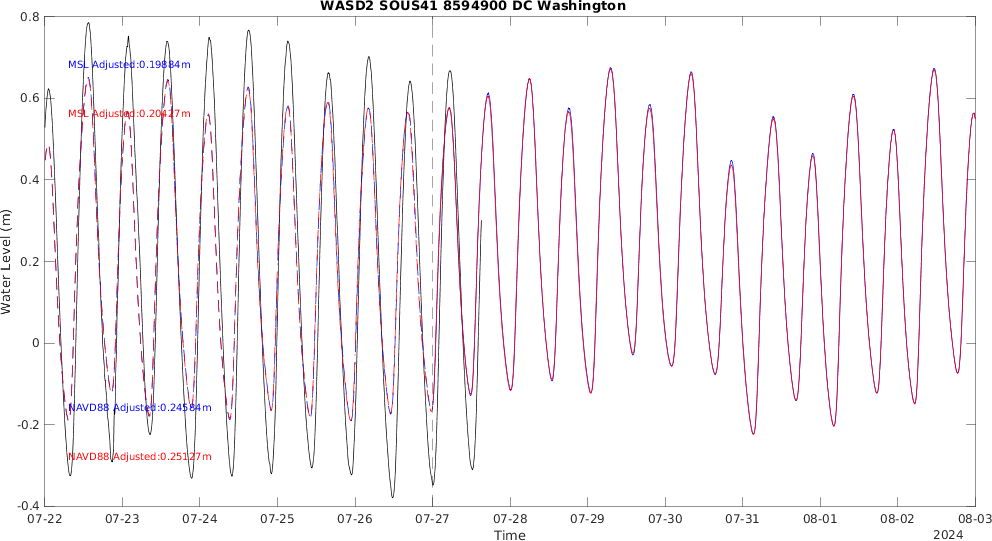 WASD2 SOUS41 8594900 DC Washington
0.8
MSL Adjusted:0.19884m
0.6
MSL Adjusted:0.20427m
0.4
Water Level (m)
0.2
0
NAVD88 Adjusted:0.24584m
-0.2
NAVD88 Adjusted:0.25127m
-0.4
07-22 07-23 07-24 07-25 07-26 07-27 07-28 07-29 07-30 07-31 08-01 08-02 08-03
Time
2024